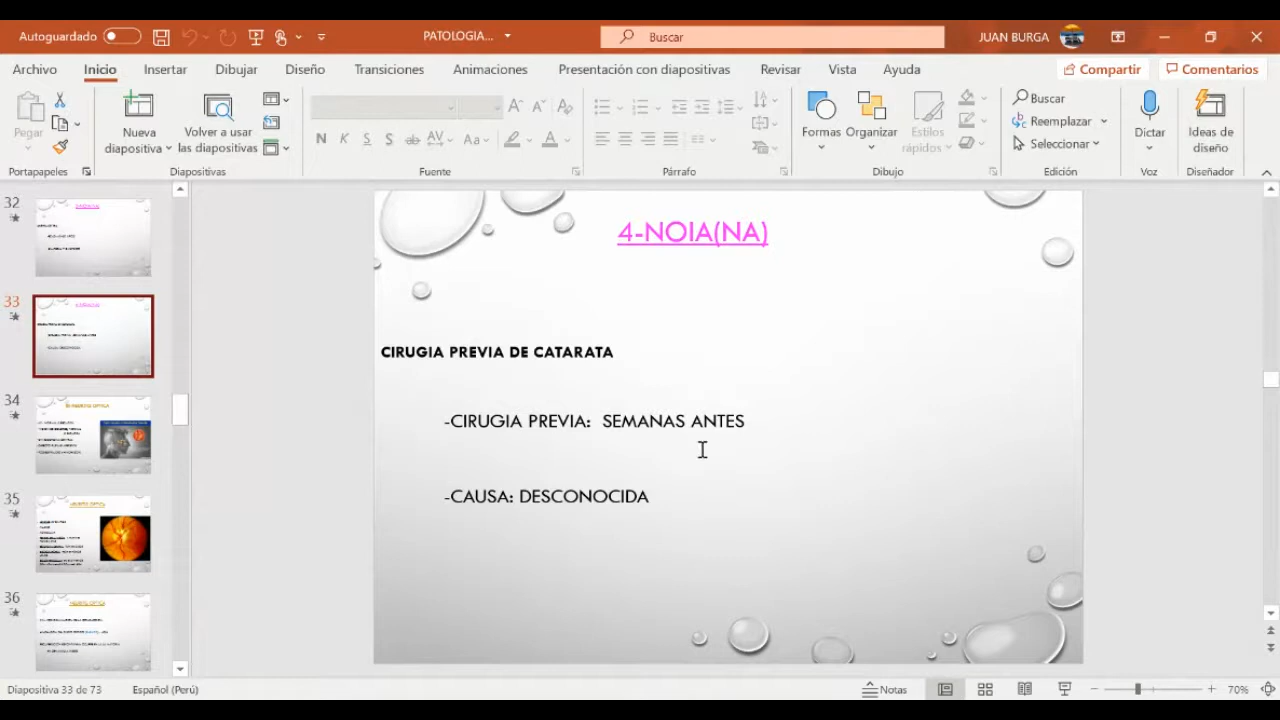 Autoguardado
PATOLOGIA...
Buscar
JUAN BURGA
Archivo Inicio Insertar Dibujar Diseño Transiciones Animaciones Presentación con diapositivas Revisar Vista Ayuda
Compartir Comentarios
Pegar
Nueva diapositiva
Volver a usar las diapositivas
N K S S ab AV Aa A
Formas Organizar Estilos rápidos
Buscar
Reemplazar
Seleccionar
Dictar
Ideas de diseño
Portapapeles Diapositivas Fuente Párrafo Dibujo Edición Voz Diseñador
32
33
34
35
36
4-NOIA(NA)
CIRUGIA PREVIA DE CATARATA
-CIRUGIA PREVIA: SEMANAS ANTES
-CAUSA: DESCONOCIDA
Diapositiva 33 de 73 Español (Perú) Notas 70%